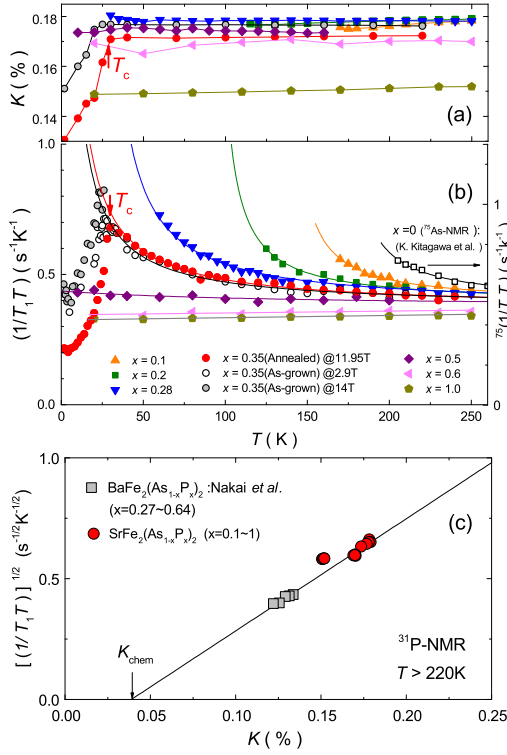 0.18
0.16
0.14
K ( % )
T_c
(a)
1.0
0.5
0.0
(1/T_1T ) ( s^-1K^-1)
T_c
(b)
x =0 ( ^75As-NMR ):
(K. Kitagawa et al. )
1
0
^75(1/T_1T ) ( s^-1k^-1)
x = 0.1
x = 0.2
x = 0.28
x = 0.35(Annealed) @11.95T
x = 0.35(As-grown) @2.9T
x = 0.35(As-grown) @14T
x = 0.5
x = 0.6
x = 1.0
0 50 100 150 200 250
T ( K )
1.0
0.5
0.0
[ (1/T_1T ) ]^1/2 (s^-1/2K^-1/2)
BaFe_2(As_1-xP_x)_2 :Nakai et al.
(x=0.27~0.64)
SrFe_2(As_1-xP_x)_2 (x=0.1~1)
(c)
K_chem
^31P-NMR
T > 220K
0.00 0.05 0.10 0.15 0.20 0.25
K ( % )